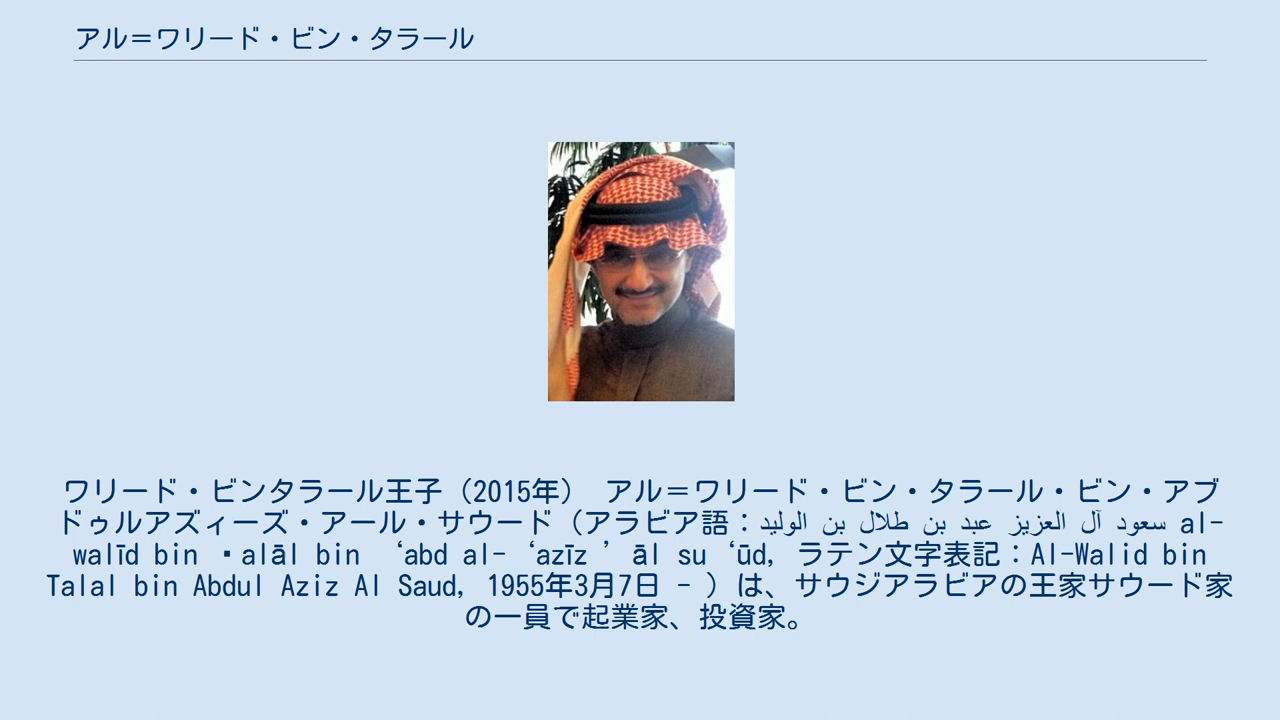 アル＝ワリード・ビン・タラール
ワリード・ビンタラール王子（2015年） アル＝ワリード・ビン・タラール・ビン・アブ
ドゥルアズィーズ・アール・サウード（アラビア語：سعود آل العزيز عبد بن طلال بن الوليد al-
walīd bin ▪alāl bin ‘abd al-‘azīz ’āl su‘ūd, ラテン文字表記：Al-Walid bin
Talal bin Abdul Aziz Al Saud, 1955年3月7日 - ）は、サウジアラビアの王家サウード家
の一員で起業家、投資家。